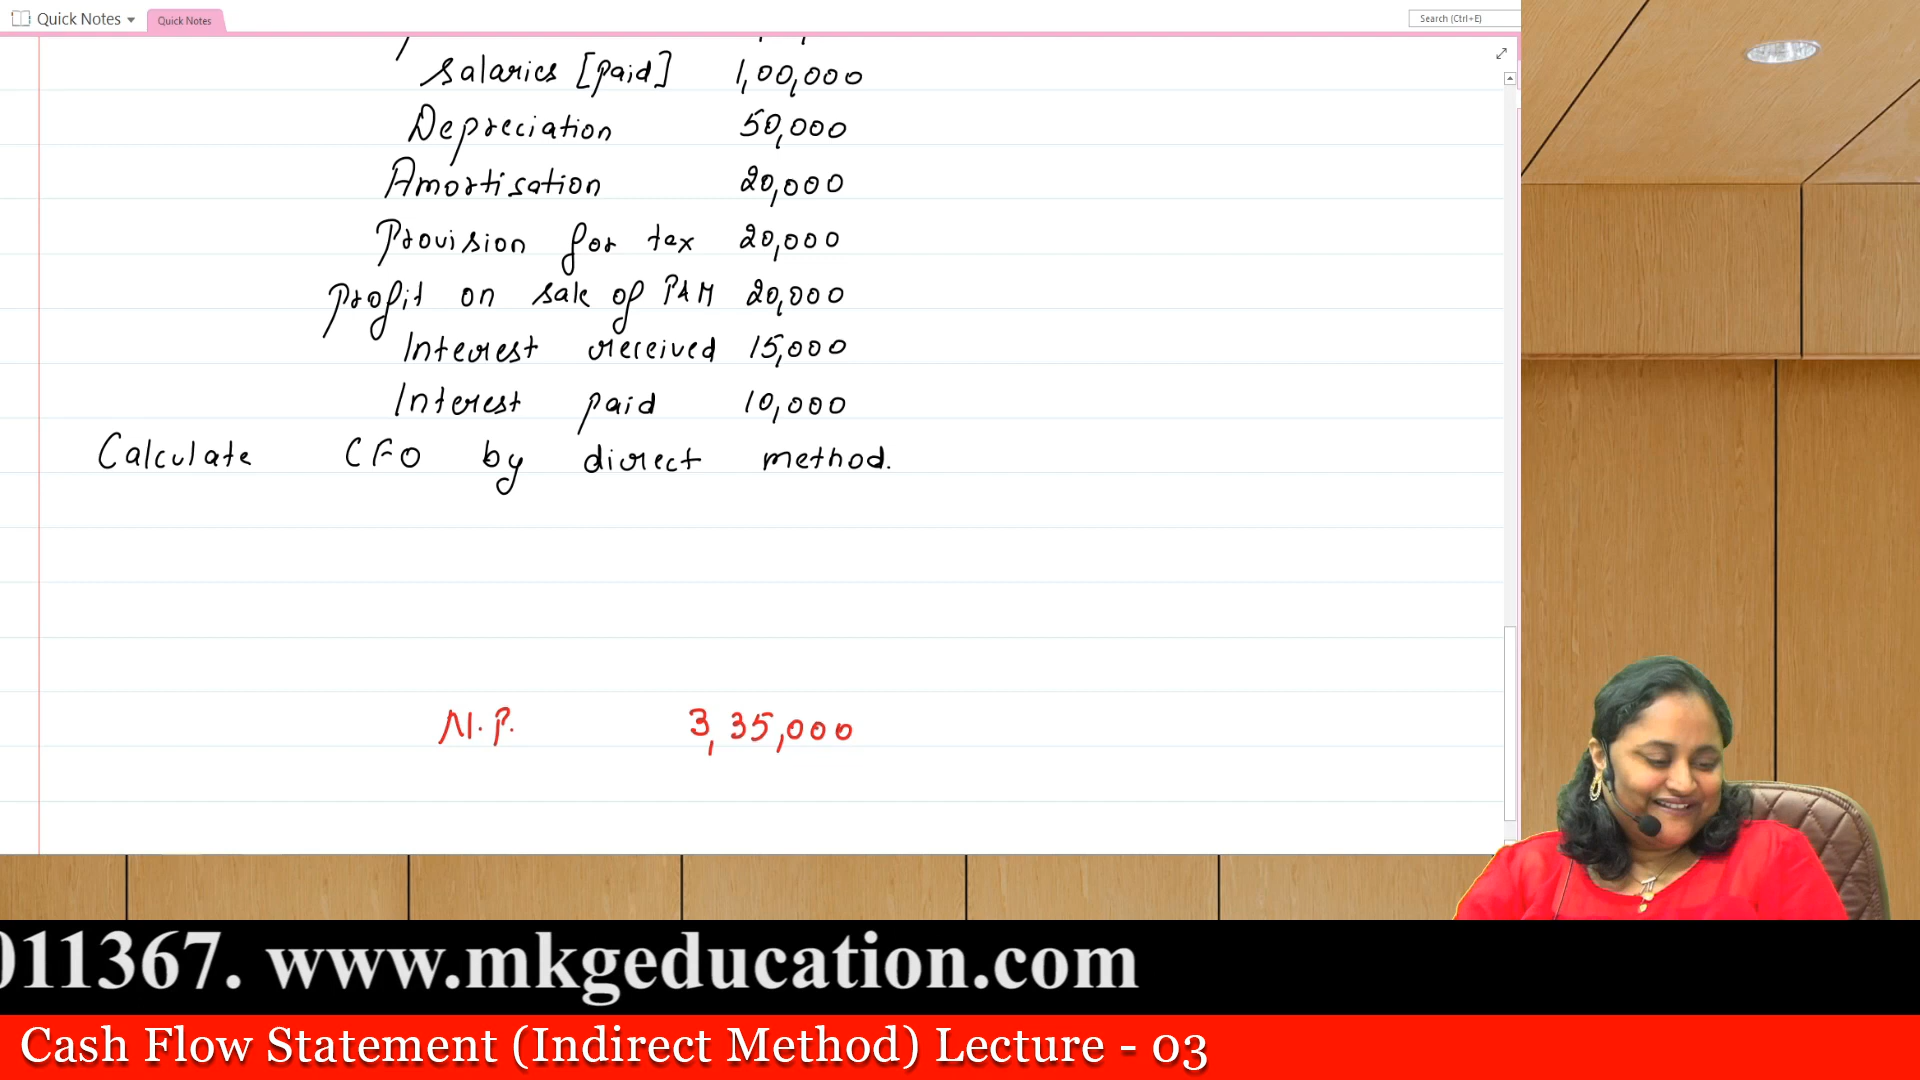 Quick Notes
Quick Notes
Search (Ctrl+E)
Salaries [paid] 1,00,000
Depreciation 50,000
Amortisation 20,000
Provision for tax 20,000
Profit on sale of P&M 20,000
Interest received 15,000
Interest paid 10,000
Calculate CFO by direct method.
N.P. 3,35,000
011367. www.mkgeducation.com
Cash Flow Statement (Indirect Method) Lecture - 03